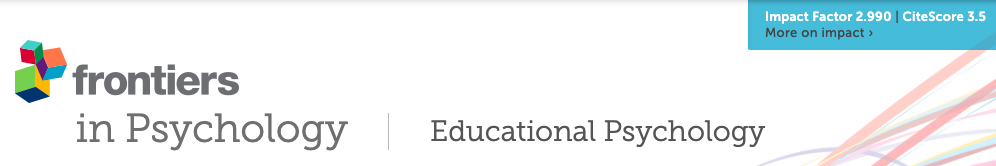 Impact Factor 2.990 | CiteScore 3.5
More on impact ›
frontiers
in Psychology | Educational Psychology